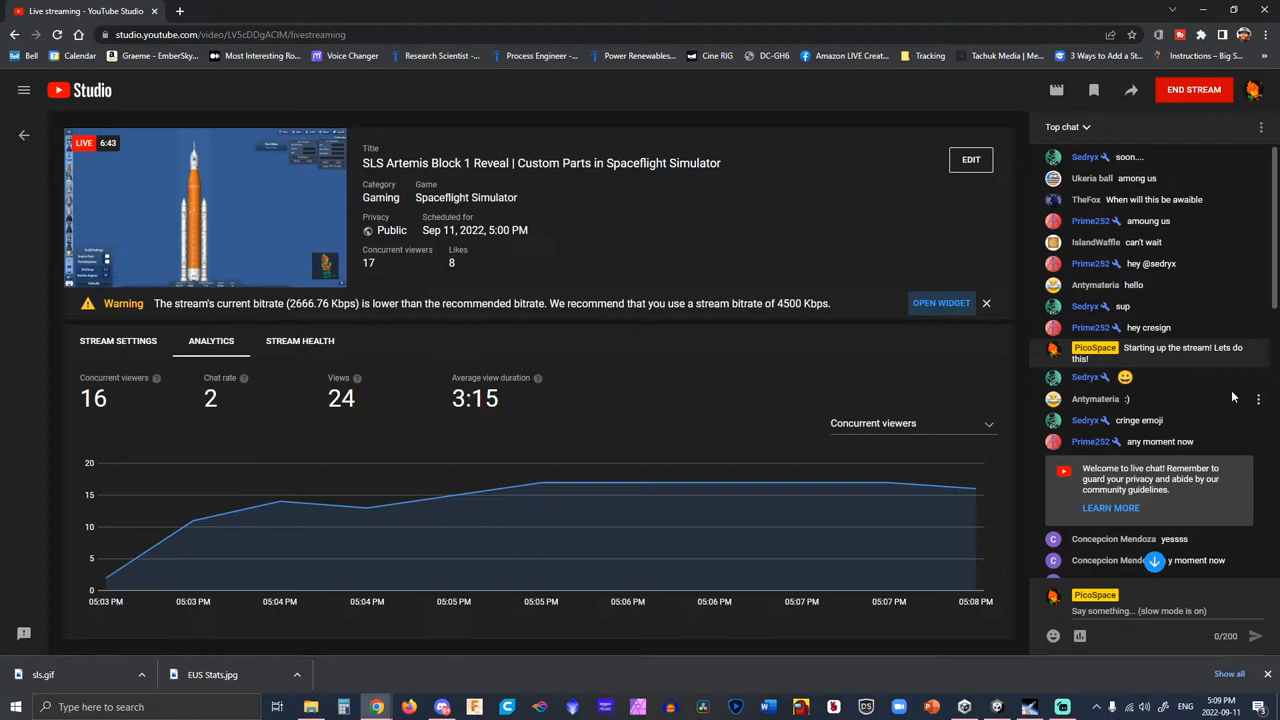 Live streaming - YouTube Studio
studio.youtube.com/video/LV5cDDgACIM/livestreaming
Bell
Calendar
Graeme - EmberSky...
Most Interesting Ro...
Voice Changer
Research Scientist -...
Process Engineer -...
Power Renewables...
Cine RIG
DC-GH6
Amazon LIVE Creat...
Tracking
Tachuk Media | Me...
3 Ways to Add a St...
Instructions – Big S...
Studio
END STREAM
LIVE 6:43
Title
SLS Artemis Block 1 Reveal | Custom Parts in Spaceflight Simulator
EDIT
Category Game
Gaming Spaceflight Simulator
Privacy Scheduled for
Public Sep 11, 2022, 5:00 PM
Concurrent viewers Likes
17 8
Warning The stream's current bitrate (2666.76 Kbps) is lower than the recommended bitrate. We recommend that you use a stream bitrate of 4500 Kbps.
OPEN WIDGET
STREAM SETTINGS ANALYTICS STREAM HEALTH
Concurrent viewers Chat rate Views Average view duration
16 2 24 3:15
Concurrent viewers
20
15
10
5
0
05:03 PM 05:03 PM 05:04 PM 05:04 PM 05:05 PM 05:05 PM 05:06 PM 05:06 PM 05:07 PM 05:07 PM 05:08 PM
Top chat
Sedryx soon....
Ukeria ball among us
TheFox When will this be awaible
Prime252 amoung us
IslandWaffle can't wait
Prime252 hey @sedryx
Antymateria hello
Sedryx sup
Prime252 hey cresign
PicoSpace Starting up the stream! Lets do
this!
Sedryx 😀
Antymateria :)
Sedryx cringe emoji
Prime252 any moment now
Welcome to live chat! Remember to
guard your privacy and abide by our
community guidelines.
LEARN MORE
Concepcion Mendoza yessss
Concepcion Mendo y moment now
PicoSpace
Say something... (slow mode is on)
0/200
sls.gif
EUS Stats.jpg
Show all
Type here to search
ENG
5:09 PM
2022-09-11